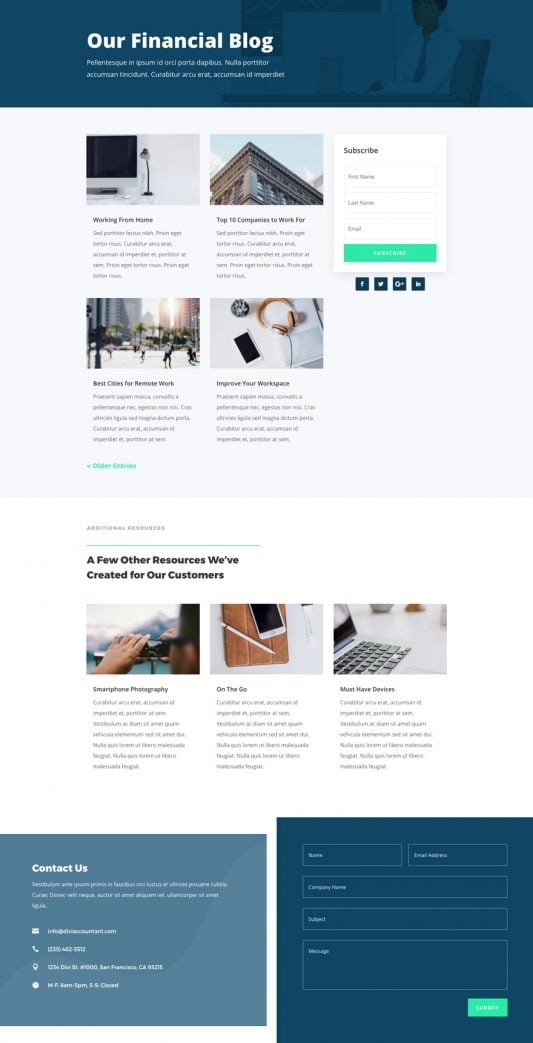 Our Financial Blog
Pellentesque in ipsum id orci porta dapibus. Nulla porttitor
accumsan tincidunt. Curabitur arcu erat, accumsan id imperdiet
Subscribe
First Name
Last Name
Email
SUBSCRIBE
Working From Home
Sed porttitor lectus nibh. Proin eget
tortor risus. Curabitur arcu erat,
accumsan id imperdiet et, porttitor at
sem. Proin eget tortor risus. Proin eget
tortor risus.
Top 10 Companies to Work For
Sed porttitor lectus nibh. Proin eget
tortor risus. Curabitur arcu erat,
accumsan id imperdiet et, porttitor at
sem. Proin eget tortor risus. Proin eget
tortor risus.
f
G+
in
Best Cities for Remote Work
Praesent sapien massa, convallis a
pellentesque nec, egestas non nisi. Cras
ultricies ligula sed magna dictum porta.
Curabitur arcu erat, accumsan id
imperdiet et, porttitor at sem.
Improve Your Workspace
Praesent sapien massa, convallis a
pellentesque nec, egestas non nisi. Cras
ultricies ligula sed magna dictum porta.
Curabitur arcu erat, accumsan id
imperdiet et, porttitor at sem.
« Older Entries
ADDITIONAL RESOURCES
A Few Other Resources We've
Created for Our Customers
Smartphone Photography
Curabitur arcu erat, accumsan id
imperdiet et, porttitor at sem.
Vestibulum ac diam sit amet quam
vehicula elementum sed sit amet dui.
Nulla quis lorem ut libero malesuada
feugiat. Nulla quis lorem ut libero
malesuada feugiat.
On The Go
Curabitur arcu erat, accumsan id
imperdiet et, porttitor at sem.
Vestibulum ac diam sit amet quam
vehicula elementum sed sit amet dui.
Nulla quis lorem ut libero malesuada
feugiat. Nulla quis lorem ut libero
malesuada feugiat.
Must Have Devices
Curabitur arcu erat, accumsan id
imperdiet et, porttitor at sem.
Vestibulum ac diam sit amet quam
vehicula elementum sed sit amet dui.
Nulla quis lorem ut libero malesuada
feugiat. Nulla quis lorem ut libero
malesuada feugiat.
Contact Us
Vestibulum ante ipsum primis in faucibus orci luctus et ultrices posuere cubilia
Curae; Donec velit neque, auctor sit amet aliquam vel, ullamcorper sit amet
ligula.
info@diviaccountant.com
(235) 462-3512
1234 Divi St. #1000, San Francisco, CA 93215
M-F: 8am-5pm, S-S: Closed
Name
Email Address
Company Name
Subject
Message
SUBMIT